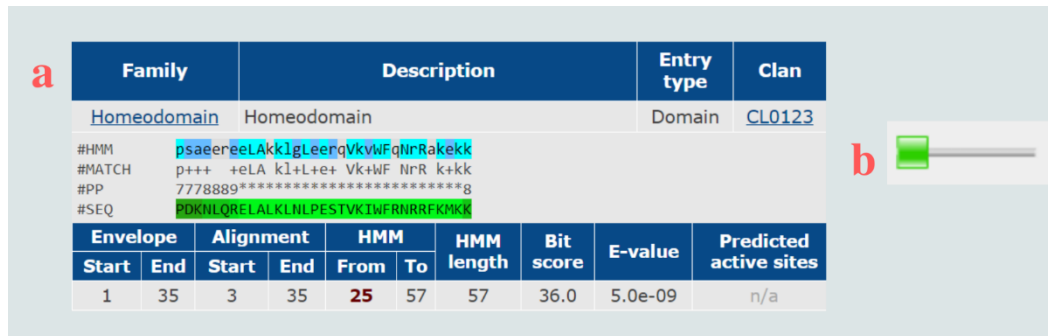 a
Family Description Entry type Clan
Homeodomain Homeodomain Domain CL0123
#HMM psaeereeLAkklgLeerqVkvWFqNrRakekk
#MATCH p+++ +eLA kl+L+e+ Vk+WF NrR k+kk
#PP 7778889*************************8
#SEQ PDKNLQRELALKLNLPESTVKIWFRNRRFKMKK
Envelope Alignment HMM HMM length Bit score E-value Predicted active sites
Start End Start End From To
1 35 3 35 25 57 57 36.0 5.0e-09 n/a
b